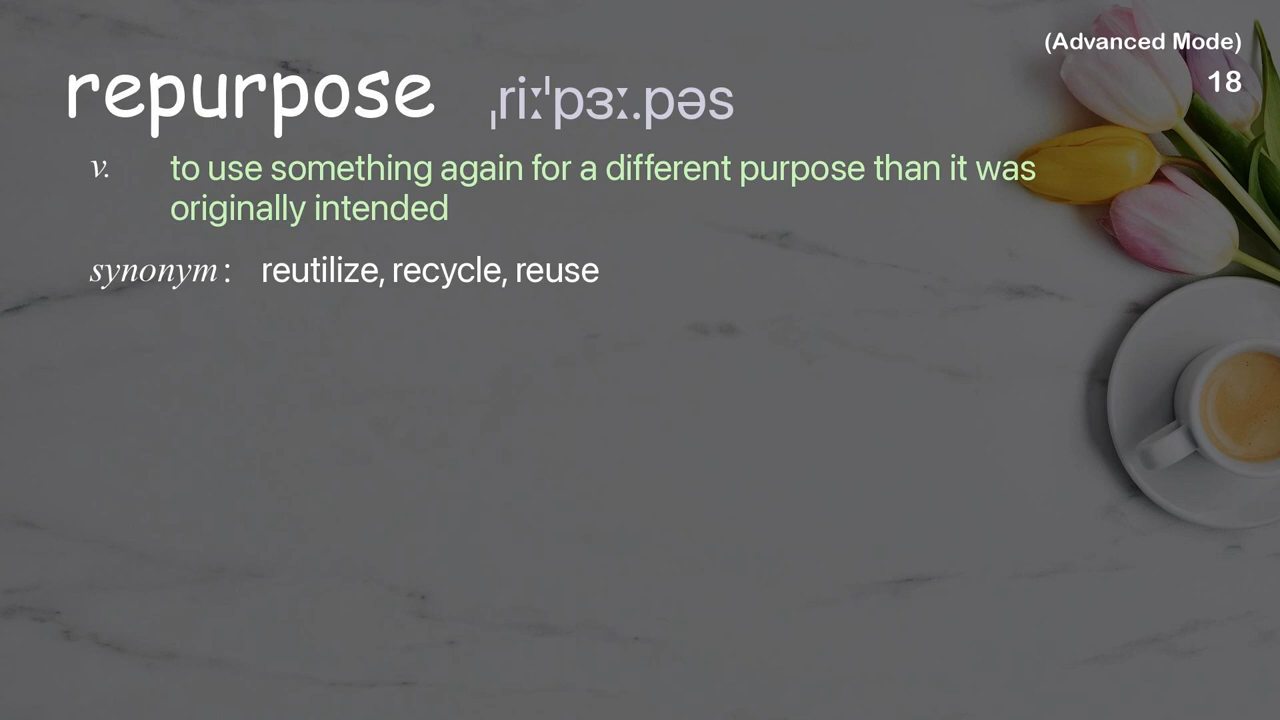 (Advanced Mode)
18
repurpose ˌriːˈpɜː.pəs
v. to use something again for a different purpose than it was
originally intended
synonym : reutilize, recycle, reuse